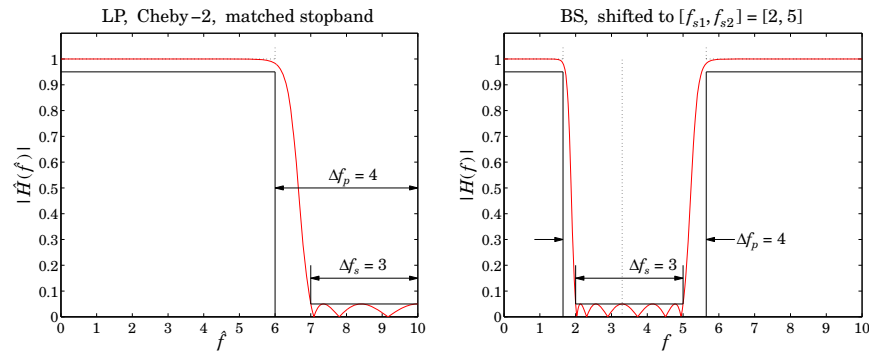 LP, Cheby-2, matched stopband
1
0.9
0.8
0.7
0.6
0.5
0.4
0.3
0.2
0.1
0
|Ĥ(f̂)|
Δf_p = 4
Δf_s = 3
0 1 2 3 4 5 6 7 8 9 10
f̂
BS, shifted to [f_{s1}, f_{s2}] = [2, 5]
1
0.9
0.8
0.7
0.6
0.5
0.4
0.3
0.2
0.1
0
|H(f)|
Δf_p = 4
Δf_s = 3
0 1 2 3 4 5 6 7 8 9 10
f